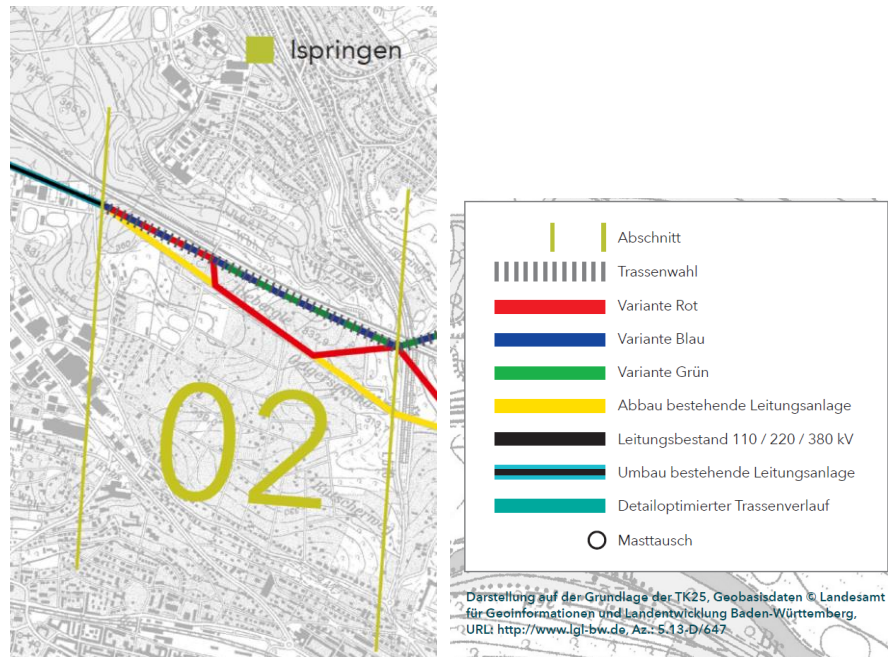 Ispringen
02
Abschnitt
Trassenwahl
Variante Rot
Variante Blau
Variante Grün
Abbau bestehende Leitungsanlage
Leitungsbestand 110 / 220 / 380 kV
Umbau bestehende Leitungsanlage
Detailoptimierter Trassenverlauf
Masttausch
Darstellung auf der Grundlage der TK25, Geobasisdaten © Landesamt
für Geoinformationen und Landentwicklung Baden-Württemberg,
URL: http://www.lgl-bw.de, Az.: 5.13-D/647